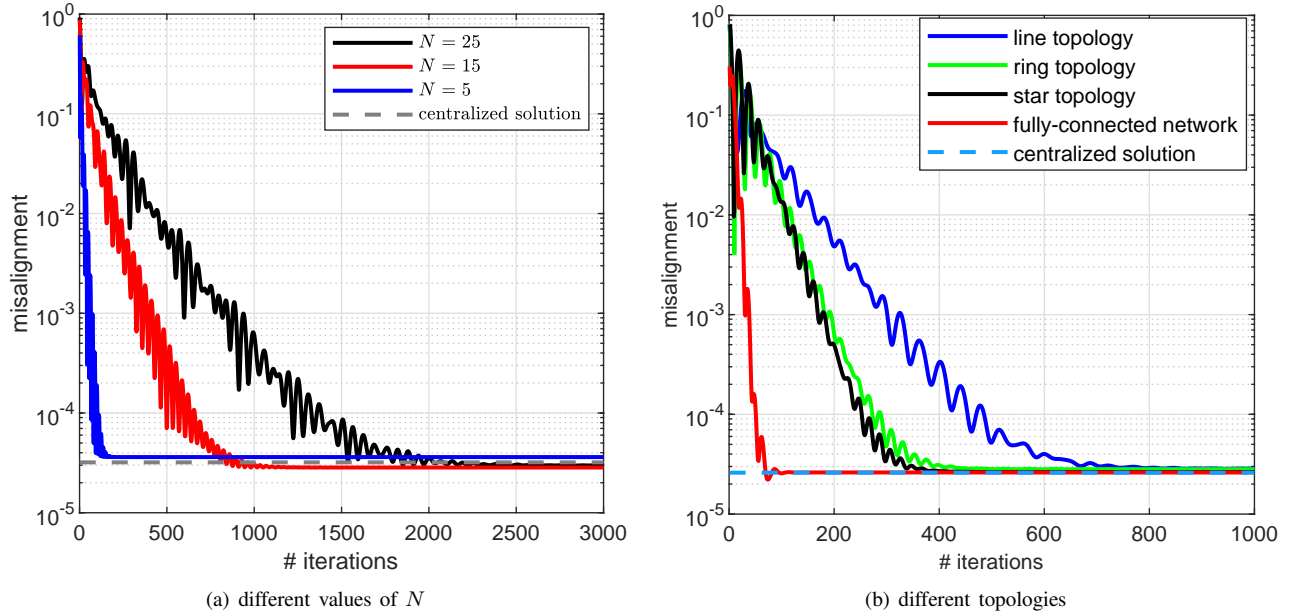 10^0
10^-1
10^-2
10^-3
10^-4
10^-5
misalignment
0
500
1000
1500
2000
2500
3000
# iterations
N = 25
N = 15
N = 5
centralized solution
(a) different values of N
10^0
10^-1
10^-2
10^-3
10^-4
10^-5
misalignment
0
200
400
600
800
1000
# iterations
line topology
ring topology
star topology
fully-connected network
centralized solution
(b) different topologies